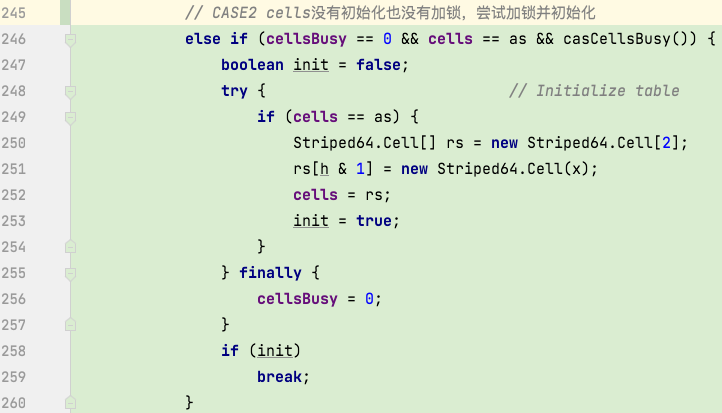 245 // CASE2 cells没有初始化也没有加锁，尝试加锁并初始化
246 else if (cellsBusy == 0 && cells == as && casCellsBusy()) {
247 boolean init = false;
248 try { // Initialize table
249 if (cells == as) {
250 Striped64.Cell[] rs = new Striped64.Cell[2];
251 rs[h & 1] = new Striped64.Cell(x);
252 cells = rs;
253 init = true;
254 }
255 } finally {
256 cellsBusy = 0;
257 }
258 if (init)
259 break;
260 }